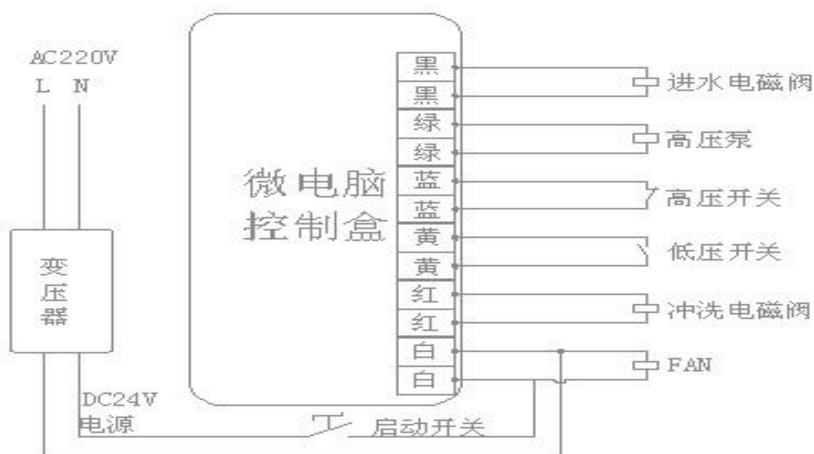 AC220V
L N
变压器
DC24V
电源
微电脑
控制盒
黑
黑
绿
绿
蓝
蓝
黄
黄
红
红
白
白
进水电磁阀
高压泵
高压开关
低压开关
冲洗电磁阀
FAN
启动开关